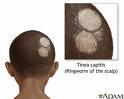 Tinea capitis
(Ringworm of the scalp)
ADAM.